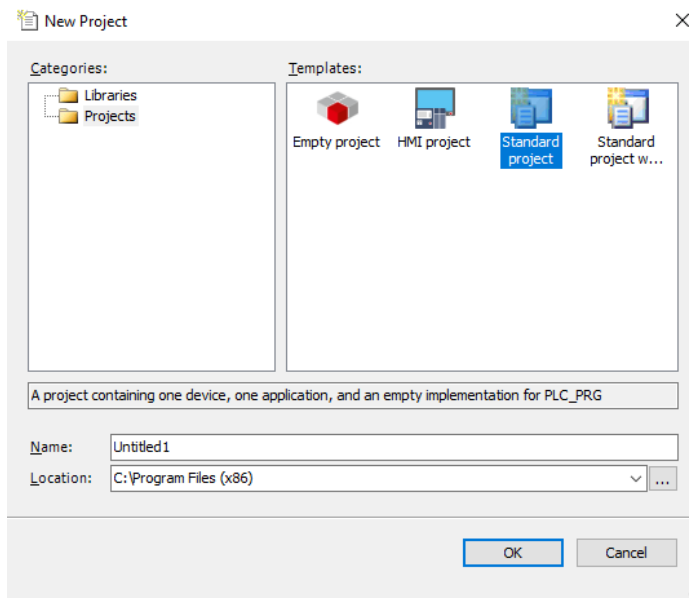 New Project
Categories:
Templates:
Libraries
Projects
Empty project
HMI project
Standard
project
Standard
project w...
A project containing one device, one application, and an empty implementation for PLC_PRG
Name:
Untitled1
Location:
C:\Program Files (x86)
...
OK
Cancel